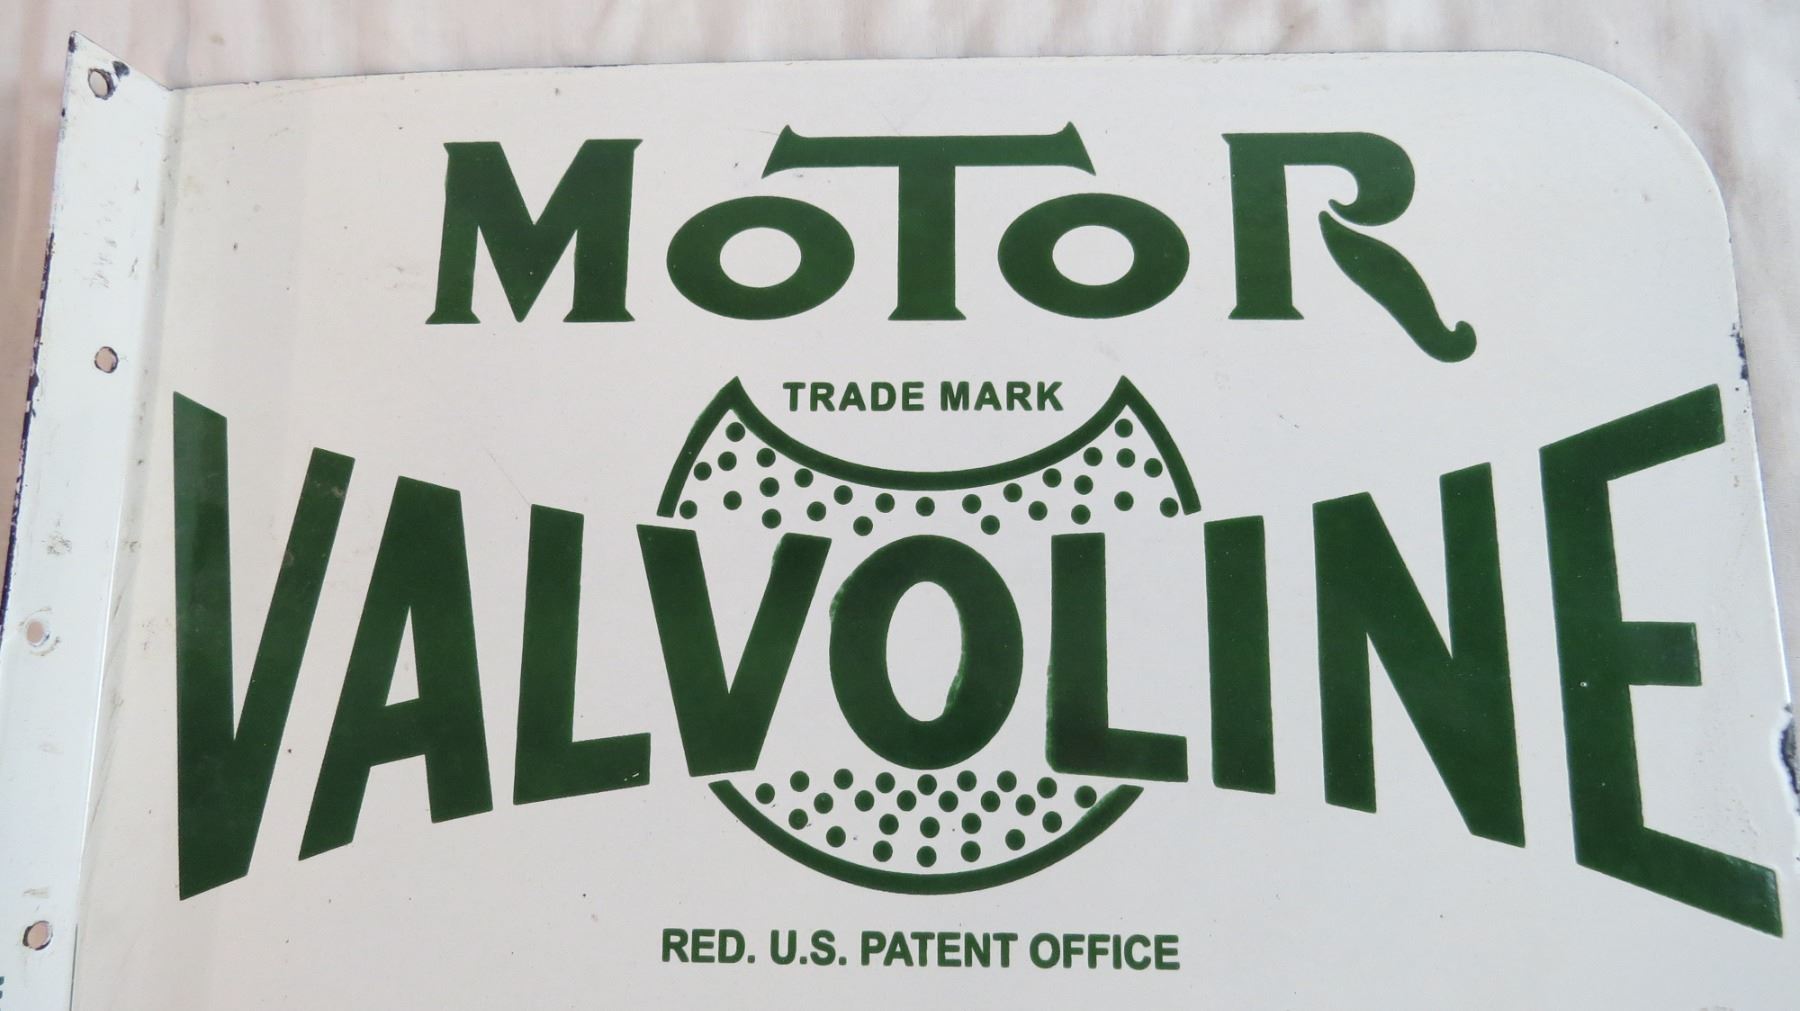 MOTOR
TRADE MARK
VALVOLINE
RED. U.S. PATENT OFFICE